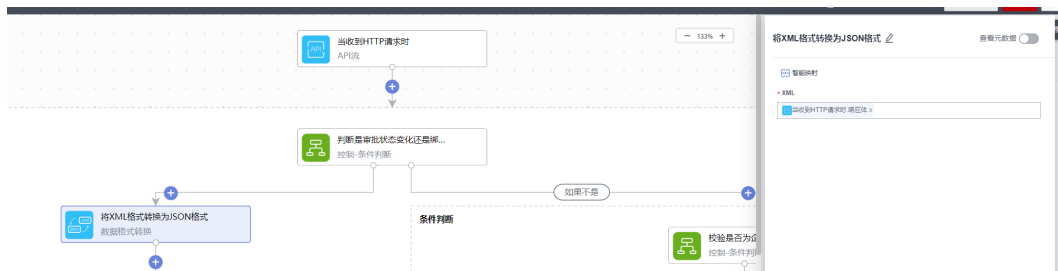 当收到HTTP请求时
API流
− 133% +
判断是审批状态变化还是绑...
控制-条件判断
如果不是
将XML格式转换为JSON格式
数据格式转换
条件判断
校验是否为企
控制-条件判
将XML格式转换为JSON格式
查看元数据
智能映射
* XML
当收到HTTP请求时.响应体 x